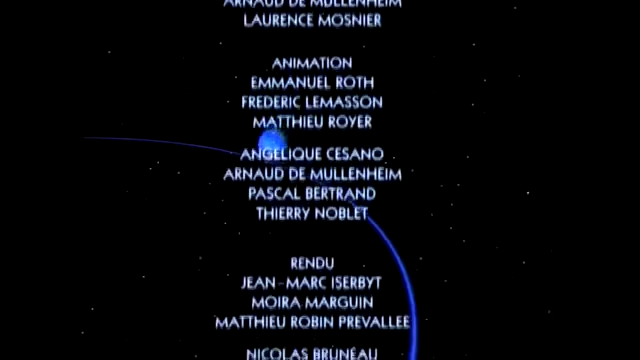 ARNAUD DE MULLENHEIM
LAURENCE MOSNIER
ANIMATION
EMMANUEL ROTH
FREDERIC LEMASSON
MATTHIEU ROYER
ANGELIQUE CESANO
ARNAUD DE MULLENHEIM
PASCAL BERTRAND
THIERRY NOBLET
RENDU
JEAN-MARC ISERBYT
MOIRA MARGUIN
MATTHIEU ROBIN PREVALLEE
NICOLAS BRUNEAU